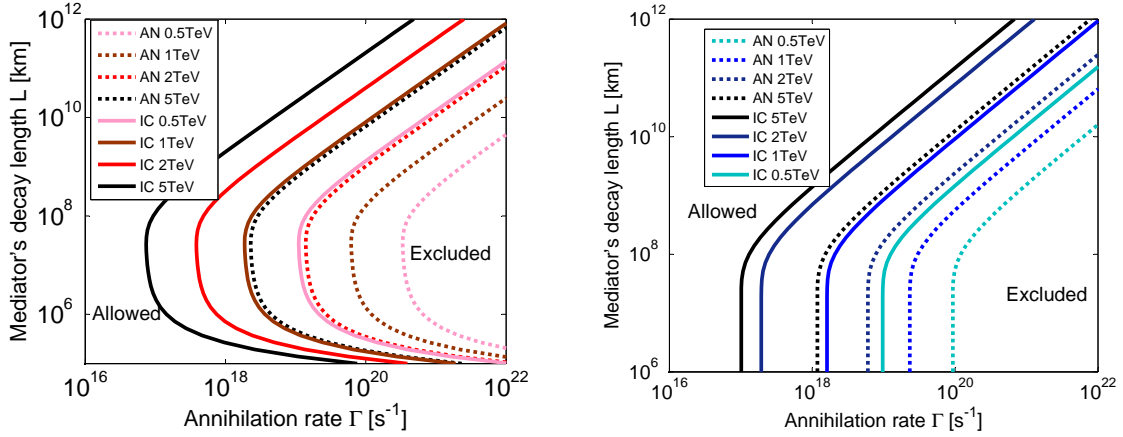 Mediator's decay length L [km]
10^12
10^10
10^8
10^6
AN 0.5TeV
AN 1TeV
AN 2TeV
AN 5TeV
IC 0.5TeV
IC 1TeV
IC 2TeV
IC 5TeV
Allowed
Excluded
10^16
10^18
10^20
10^22
Annihilation rate Γ [s^-1]
Mediator's decay length L [km]
10^12
10^10
10^8
10^6
AN 0.5TeV
AN 1TeV
AN 2TeV
AN 5TeV
IC 5TeV
IC 2TeV
IC 1TeV
IC 0.5TeV
Allowed
Excluded
10^16
10^18
10^20
10^22
Annihilation rate Γ [s^-1]